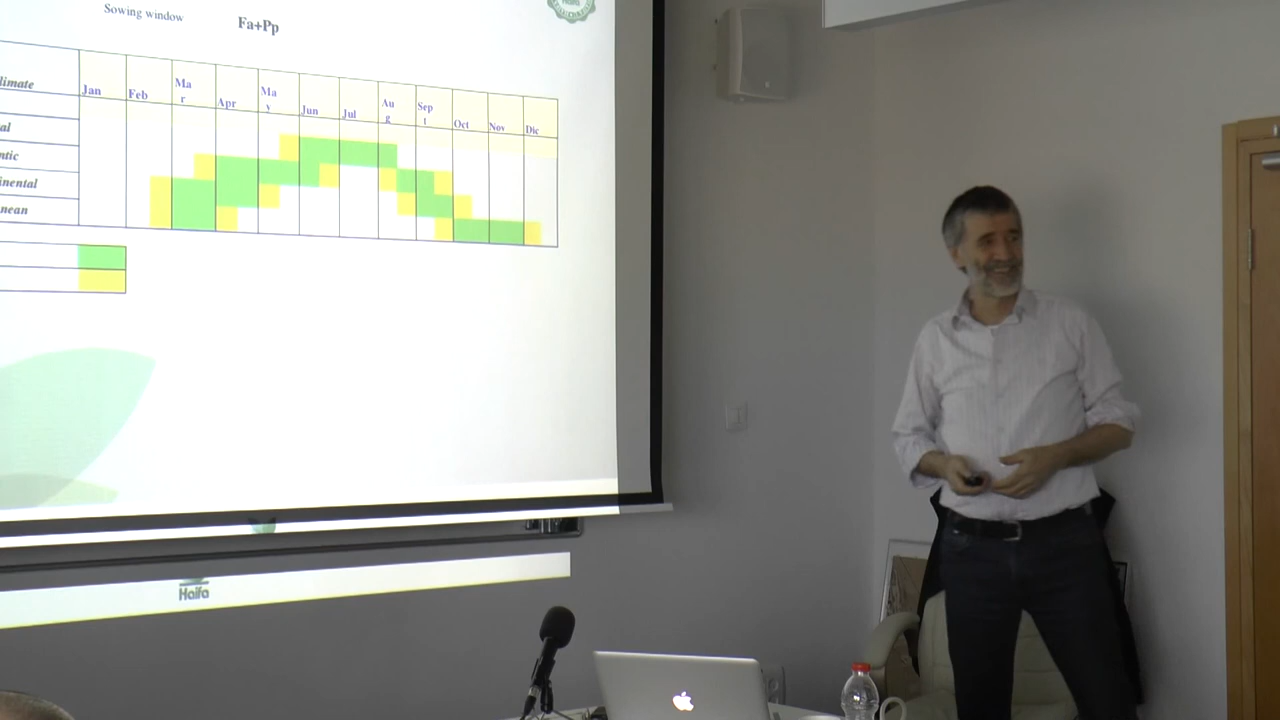 Sowing window
Fa+Pp
limate
Jan
Feb
Ma
r
Apr
Ma
y
Jun
Jul
Au
g
Sep
t
Oct
Nov
Dic
al
ntic
inental
nean
Haifa